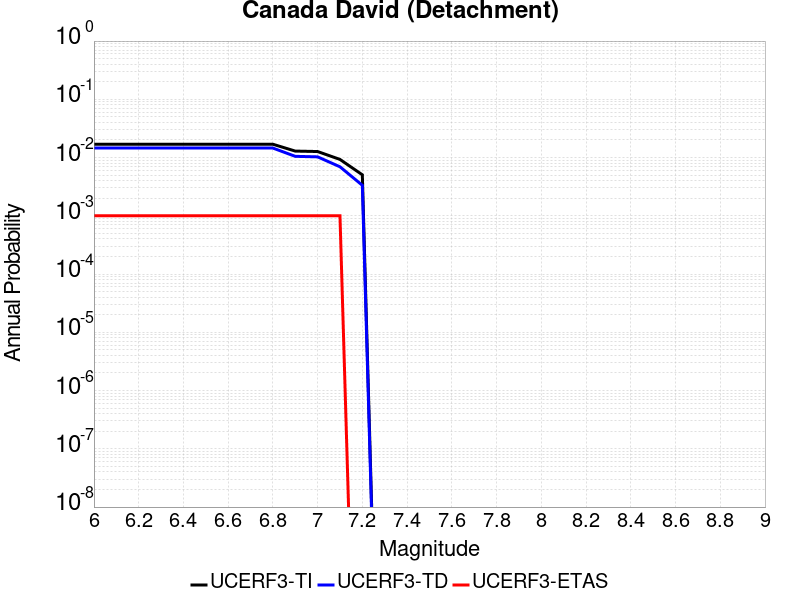 Canada David (Detachment)
10^0
10^-1
10^-2
10^-3
10^-4
10^-5
10^-6
10^-7
10^-8
Annual Probability
6 6.2 6.4 6.6 6.8 7 7.2 7.4 7.6 7.8 8 8.2 8.4 8.6 8.8 9
Magnitude
UCERF3-TI UCERF3-TD UCERF3-ETAS